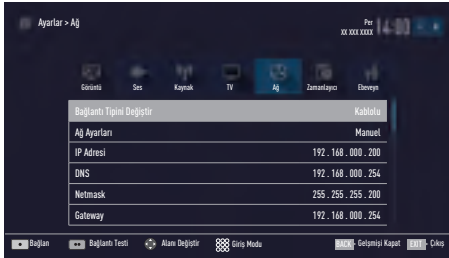 Ayarlar > Ağ
Per
xx xxx xxxx 14:00
Görüntü Ses Kaynak TV Ağ Zamanlayıcı Ebeveyn
Bağlantı Tipini Değiştir Kablolu
Ağ Ayarları Manuel
IP Adresi 192 . 168 . 000 . 200
DNS 192 . 168 . 000 . 254
Netmask 255 . 255 . 255 . 200
Gateway 192 . 168 . 000 . 254
Bağlan Bağlantı Testi Alanı Değiştir Giriş Modu BACK - Gelşmişi Kapat EXIT - Çıkış